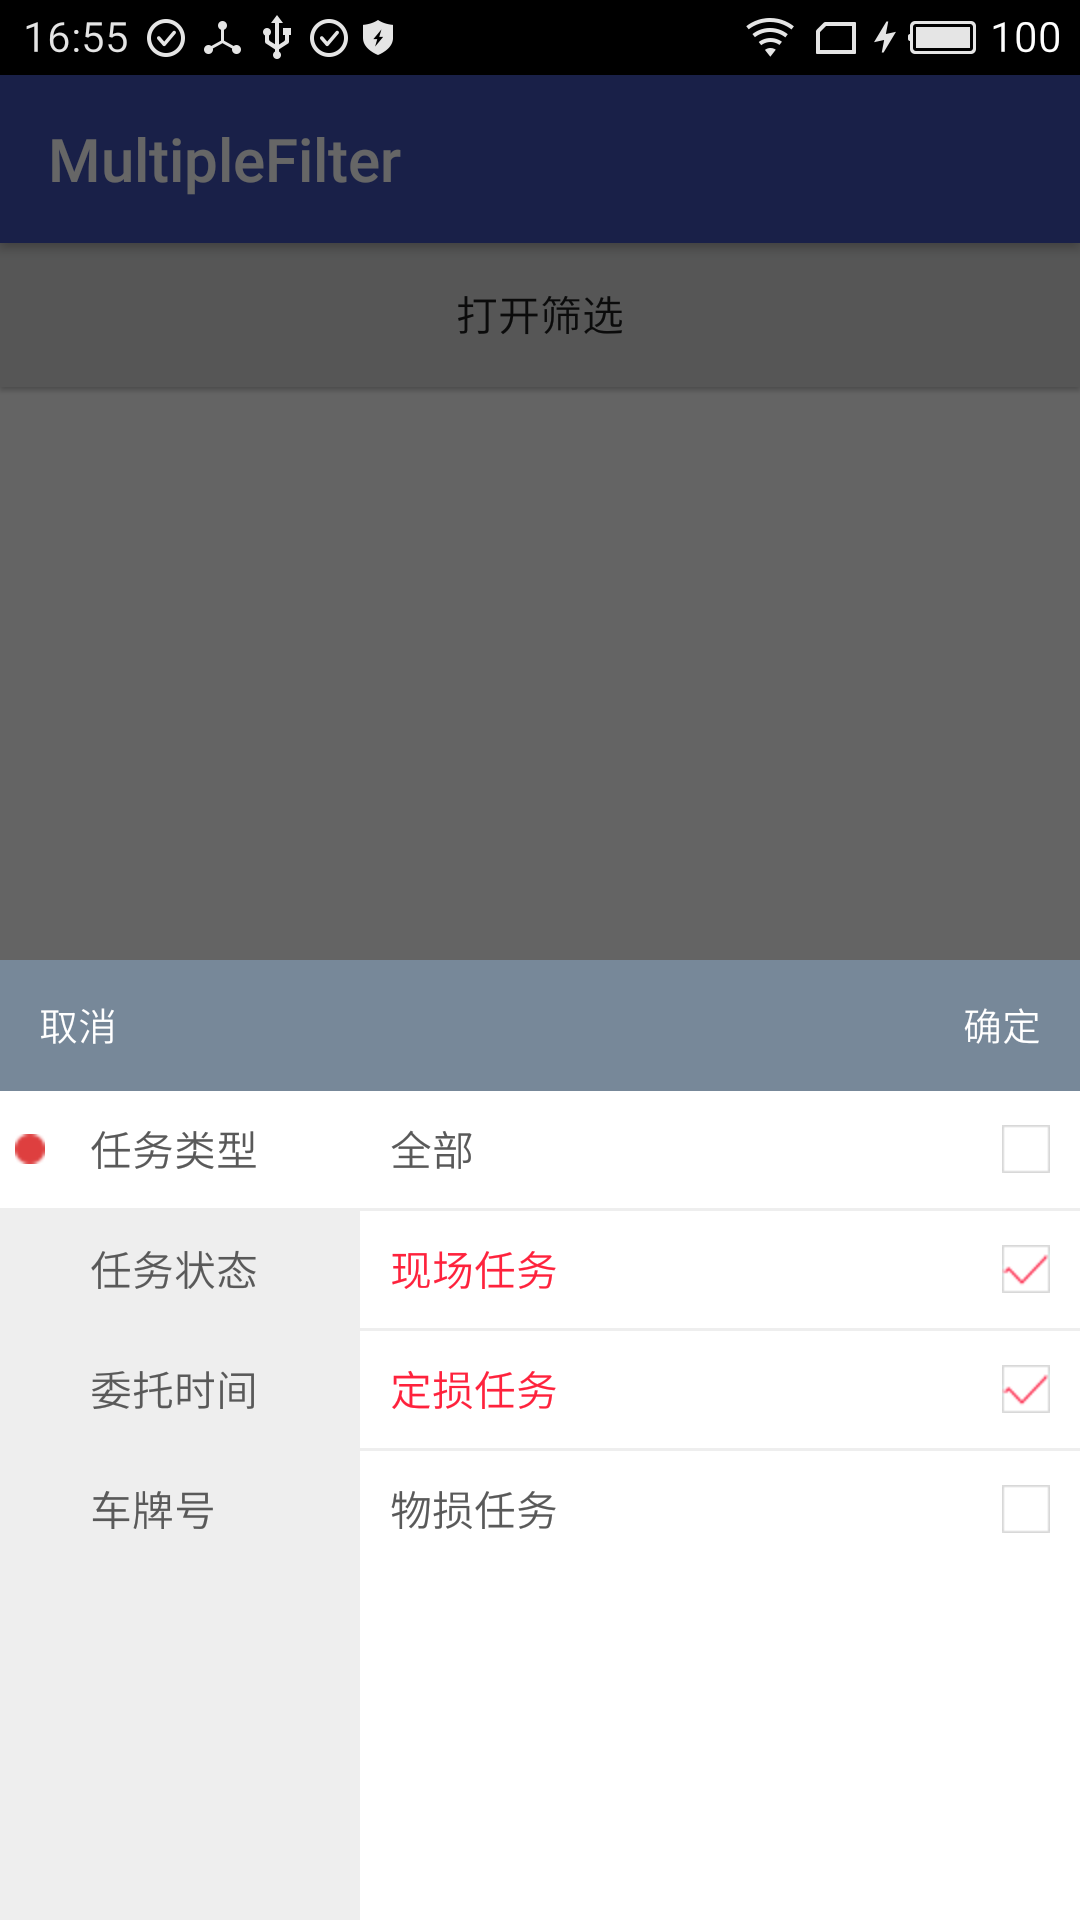 16:55 100
MultipleFilter
打开筛选
取消 确定
任务类型 全部
任务状态 现场任务
委托时间 定损任务
车牌号 物损任务